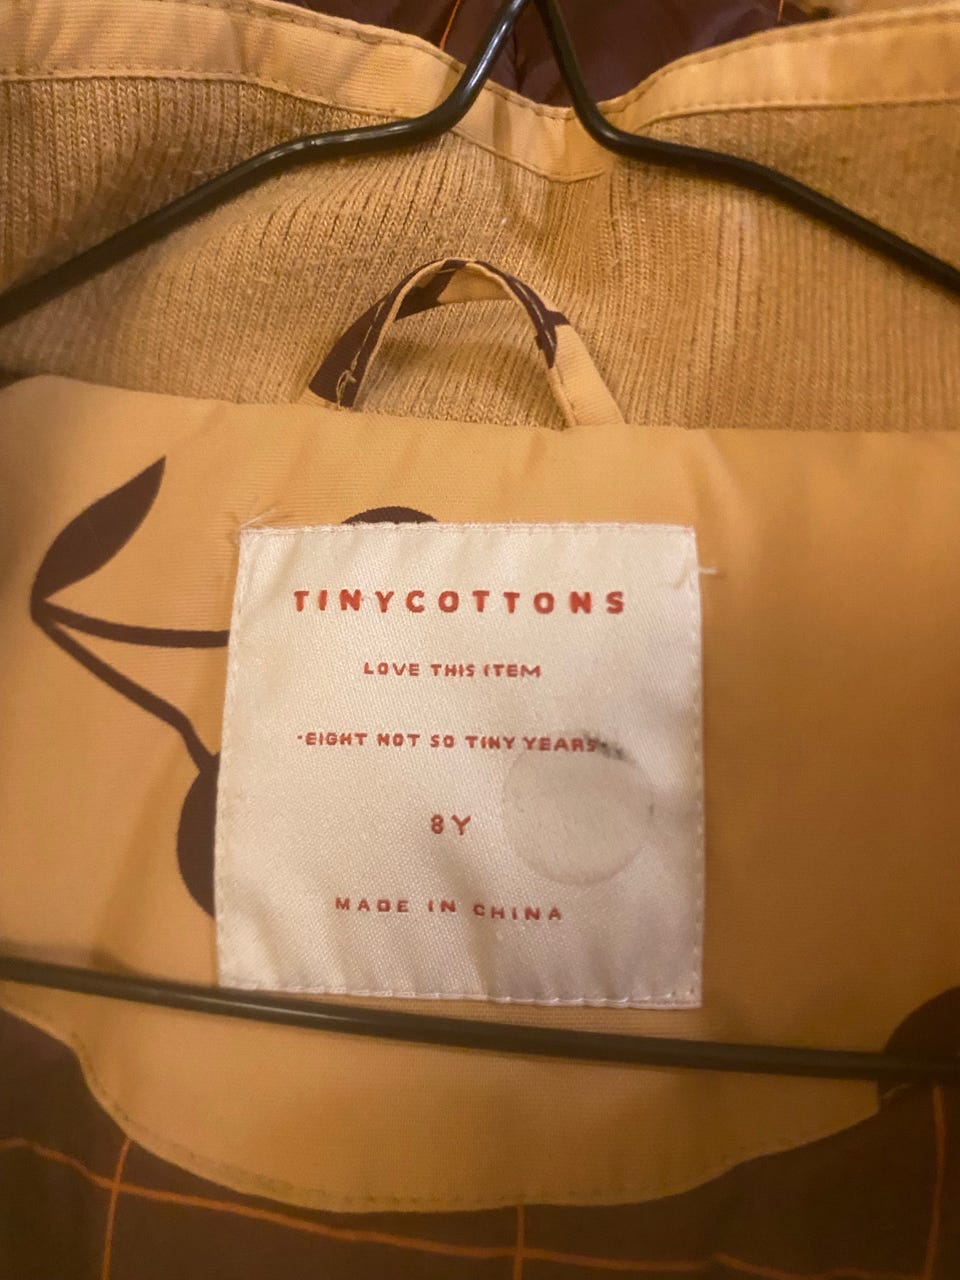 TINYCOTTONS
LOVE THIS ITEM
·EIGHT NOT SO TINY YEARS·
8Y
MADE IN CHINA